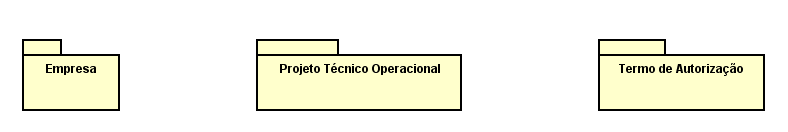 Empresa
Projeto Técnico Operacional
Termo de Autorização